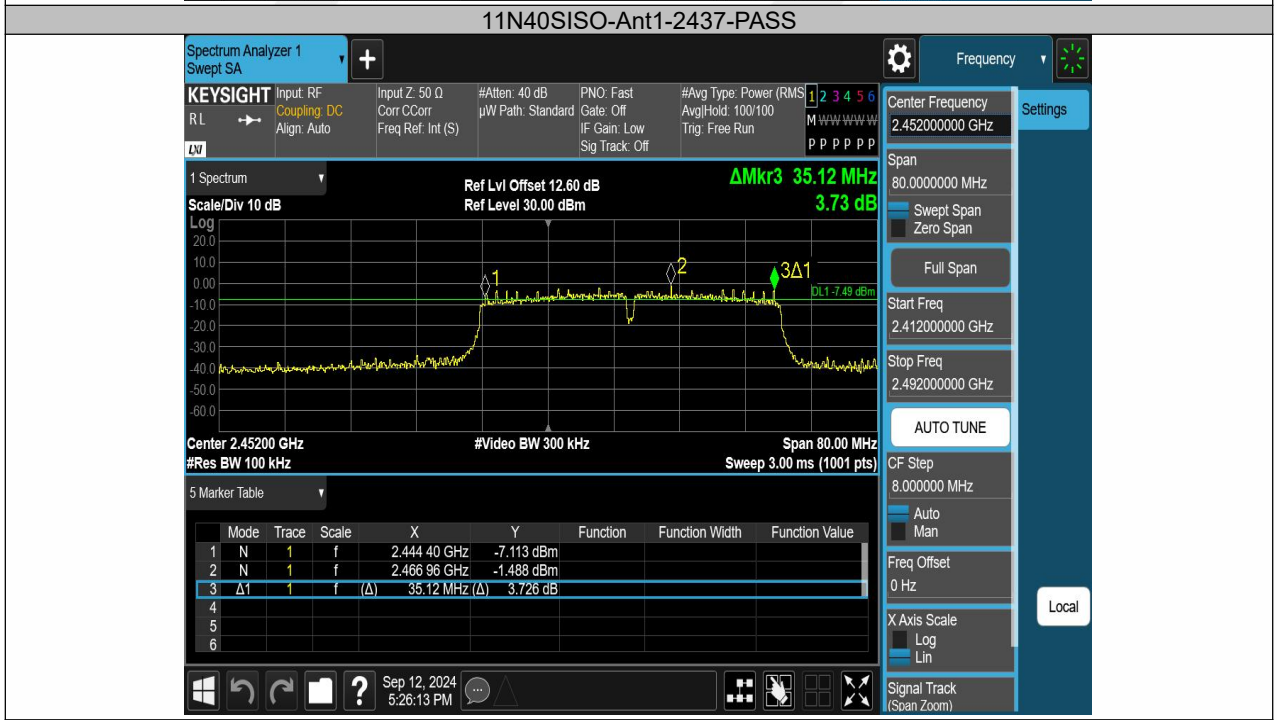 11N40SISO-Ant1-2437-PASS
Spectrum Analyzer 1
Swept SA
+
Frequency
KEYSIGHT
RL
LXI
Input: RF
Coupling: DC
Align: Auto
Input Z: 50 Ω
Corr CCorr
Freq Ref: Int (S)
#Atten: 40 dB
µW Path: Standard
PNO: Fast
Gate: Off
IF Gain: Low
Sig Track: Off
#Avg Type: Power (RMS
Avg|Hold: 100/100
Trig: Free Run
1 2 3 4 5 6
M W W W W W
P P P P P P
1 Spectrum
Scale/Div 10 dB
Ref Lvl Offset 12.60 dB
Ref Level 30.00 dBm
ΔMkr3 35.12 MHz
3.73 dB
Log
20.0
10.0
0.00
-10.0
-20.0
-30.0
-40.0
-50.0
-60.0
1
2
3Δ1
DL1 -7.49 dBm
Center 2.45200 GHz
#Res BW 100 kHz
#Video BW 300 kHz
Span 80.00 MHz
Sweep 3.00 ms (1001 pts)
5 Marker Table
Mode Trace Scale X Y Function Function Width Function Value
1 N 1 f 2.444 40 GHz -7.113 dBm
2 N 1 f 2.466 96 GHz -1.488 dBm
3 Δ1 1 f (Δ) 35.12 MHz (Δ) 3.726 dB
4
5
6
?
Sep 12, 2024
5:26:13 PM
Center Frequency
2.452000000 GHz
Settings
Span
80.0000000 MHz
Swept Span
Zero Span
Full Span
Start Freq
2.412000000 GHz
Stop Freq
2.492000000 GHz
AUTO TUNE
CF Step
8.000000 MHz
Auto
Man
Freq Offset
0 Hz
X Axis Scale
Log
Lin
Local
Signal Track
(Span Zoom)